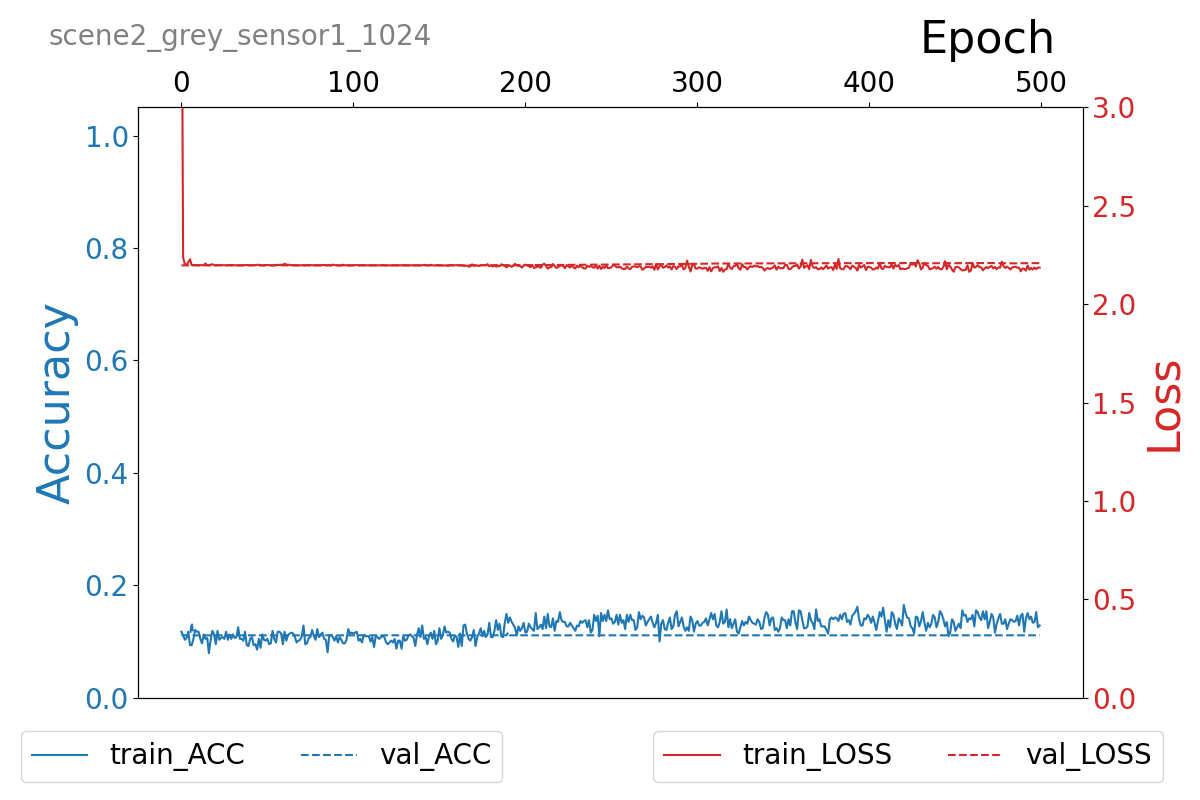 scene2_grey_sensor1_1024
Epoch
0 100 200 300 400 500
1.0
0.8
0.6
0.4
0.2
0.0
Accuracy
3.0
2.5
2.0
1.5
1.0
0.5
0.0
Loss
train_ACC val_ACC
train_LOSS val_LOSS